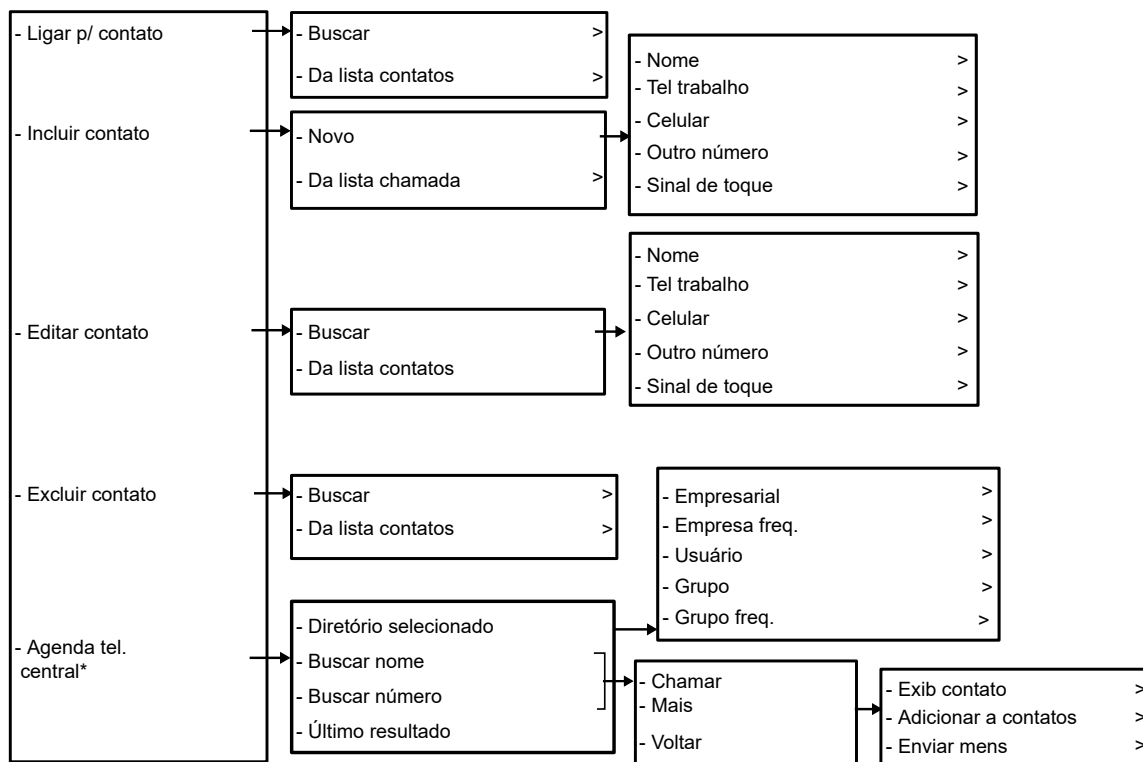 - Ligar p/ contato
- Buscar >
- Da lista contatos >
- Incluir contato
- Novo
- Da lista chamada >
- Nome >
- Tel trabalho >
- Celular >
- Outro número >
- Sinal de toque >
- Editar contato
- Buscar
- Da lista contatos
- Nome >
- Tel trabalho >
- Celular >
- Outro número >
- Sinal de toque >
- Excluir contato
- Buscar >
- Da lista contatos >
- Agenda tel.
central*
- Diretório selecionado
- Buscar nome
- Buscar número
- Último resultado
- Empresarial >
- Empresa freq. >
- Usuário >
- Grupo >
- Grupo freq. >
- Chamar
- Mais
- Voltar
- Exib contato >
- Adicionar a contatos >
- Enviar mens >